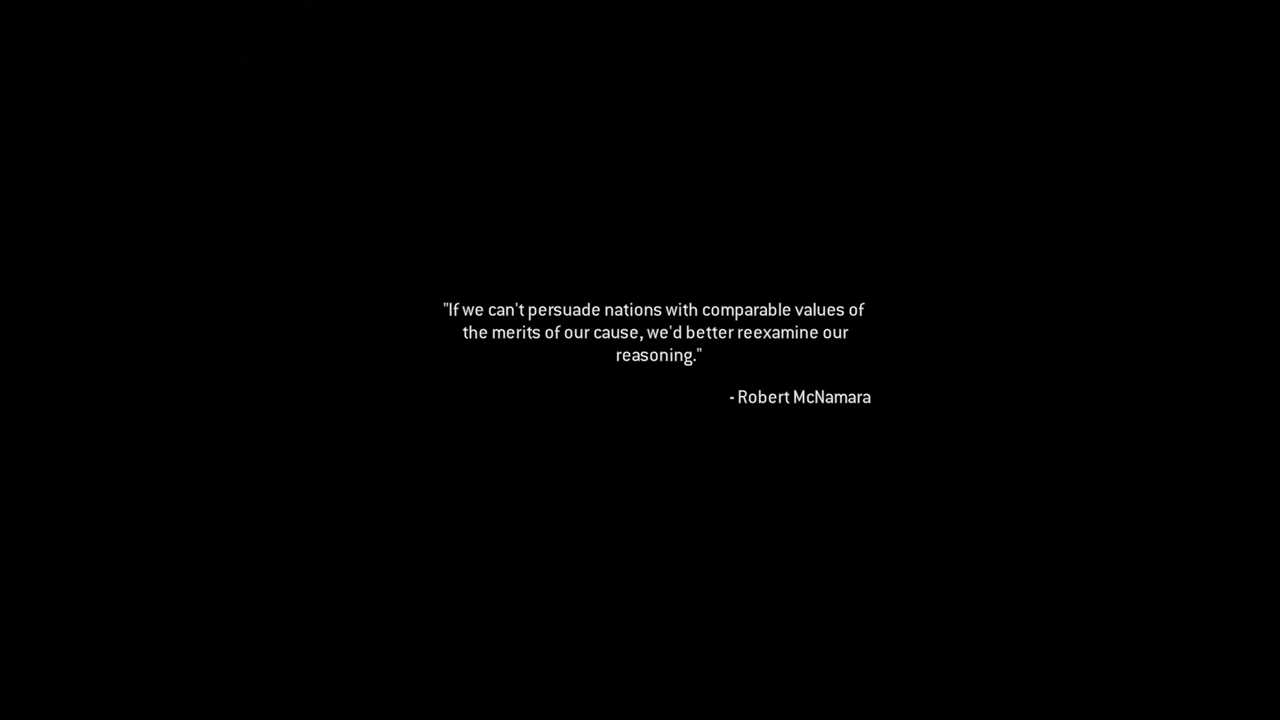 "If we can't persuade nations with comparable values of
the merits of our cause, we'd better reexamine our
reasoning."
- Robert McNamara